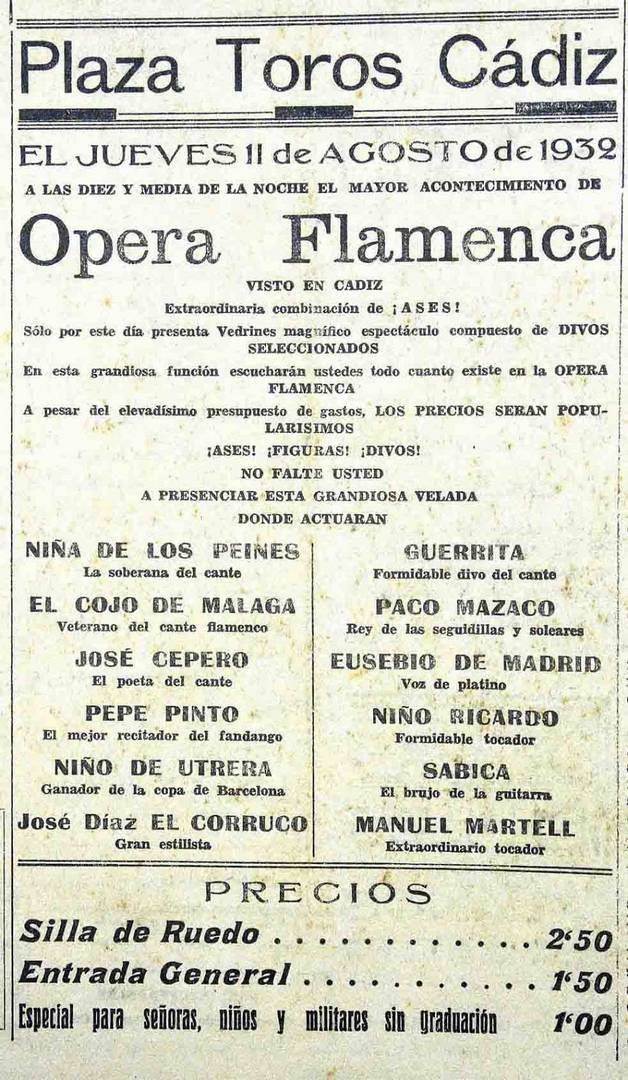 Plaza Toros Cádiz
EL JUEVES 11 de AGOSTO de 1932
A LAS DIEZ Y MEDIA DE LA NOCHE EL MAYOR ACONTECIMIENTO DE
Opera Flamenca
VISTO EN CADIZ
Extraordinaria combinación de ¡ASES!
Sólo por este día presenta Vedrines magnífico espectáculo compuesto de DIVOS
SELECCIONADOS
En esta grandiosa función escucharán ustedes todo cuanto existe en la OPERA
FLAMENCA
A pesar del elevadísimo presupuesto de gastos, LOS PRECIOS SERAN POPU-
LARISIMOS
¡ASES! ¡FIGURAS! ¡DIVOS!
NO FALTE USTED
A PRESENCIAR ESTA GRANDIOSA VELADA
DONDE ACTUARAN
NIÑA DE LOS PEINES
La soberana del cante
EL COJO DE MALAGA
Veterano del cante flamenco
JOSÉ CEPERO
El poeta del cante
PEPE PINTO
El mejor recitador del fandango
NIÑO DE UTRERA
Ganador de la copa de Barcelona
José Díaz EL CORRUCO
Gran estilista
GUERRITA
Formidable divo del cante
PACO MAZACO
Rey de las seguidillas y soleares
EUSEBIO DE MADRID
Voz de platino
NIÑO RICARDO
Formidable tocador
SABICA
El brujo de la guitarra
MANUEL MARTELL
Extraordinario tocador
PRECIOS
Silla de Ruedo . . . . . . . . . . . . 2'50
Entrada General . . . . . . . . . . . 1'50
Especial para señoras, niños y militares sin graduación 1'00